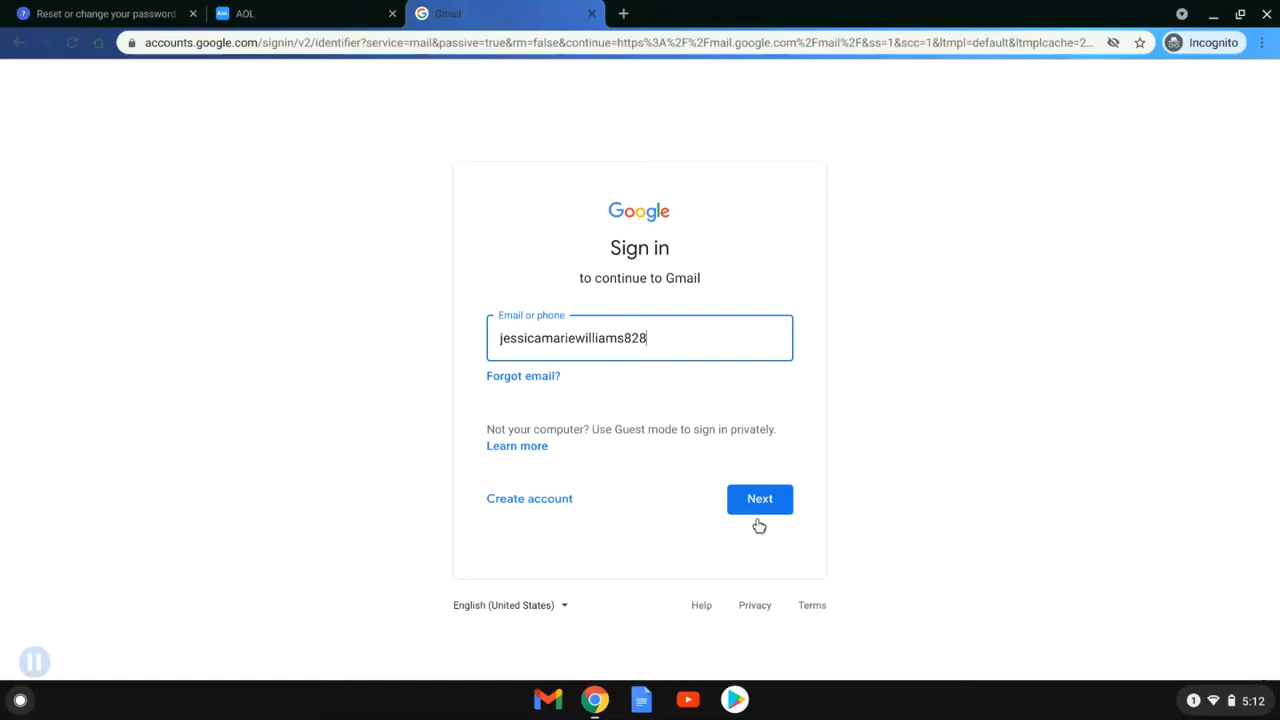 Reset or change your password
AOL
Gmail
accounts.google.com/signin/v2/identifier?service=mail&passive=true&rm=false&continue=https%3A%2F%2Fmail.google.com%2Fmail%2F&ss=1&scc=1&ltmpl=default&ltmplcache=2...
Incognito
Google
Sign in
to continue to Gmail
Email or phone
jessicamariewilliams828
Forgot email?
Not your computer? Use Guest mode to sign in privately.
Learn more
Create account
Next
English (United States)
Help
Privacy
Terms
1
5:12